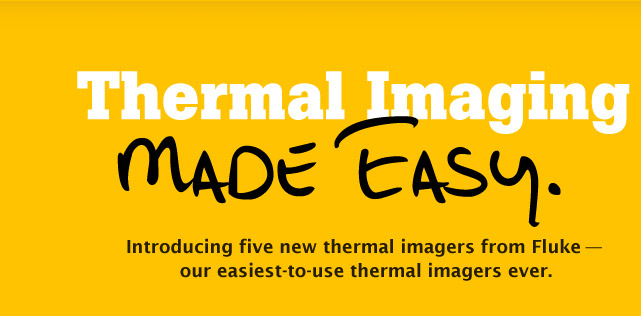 Thermal Imaging
MADE EASY.
Introducing five new thermal imagers from Fluke —
our easiest-to-use thermal imagers ever.